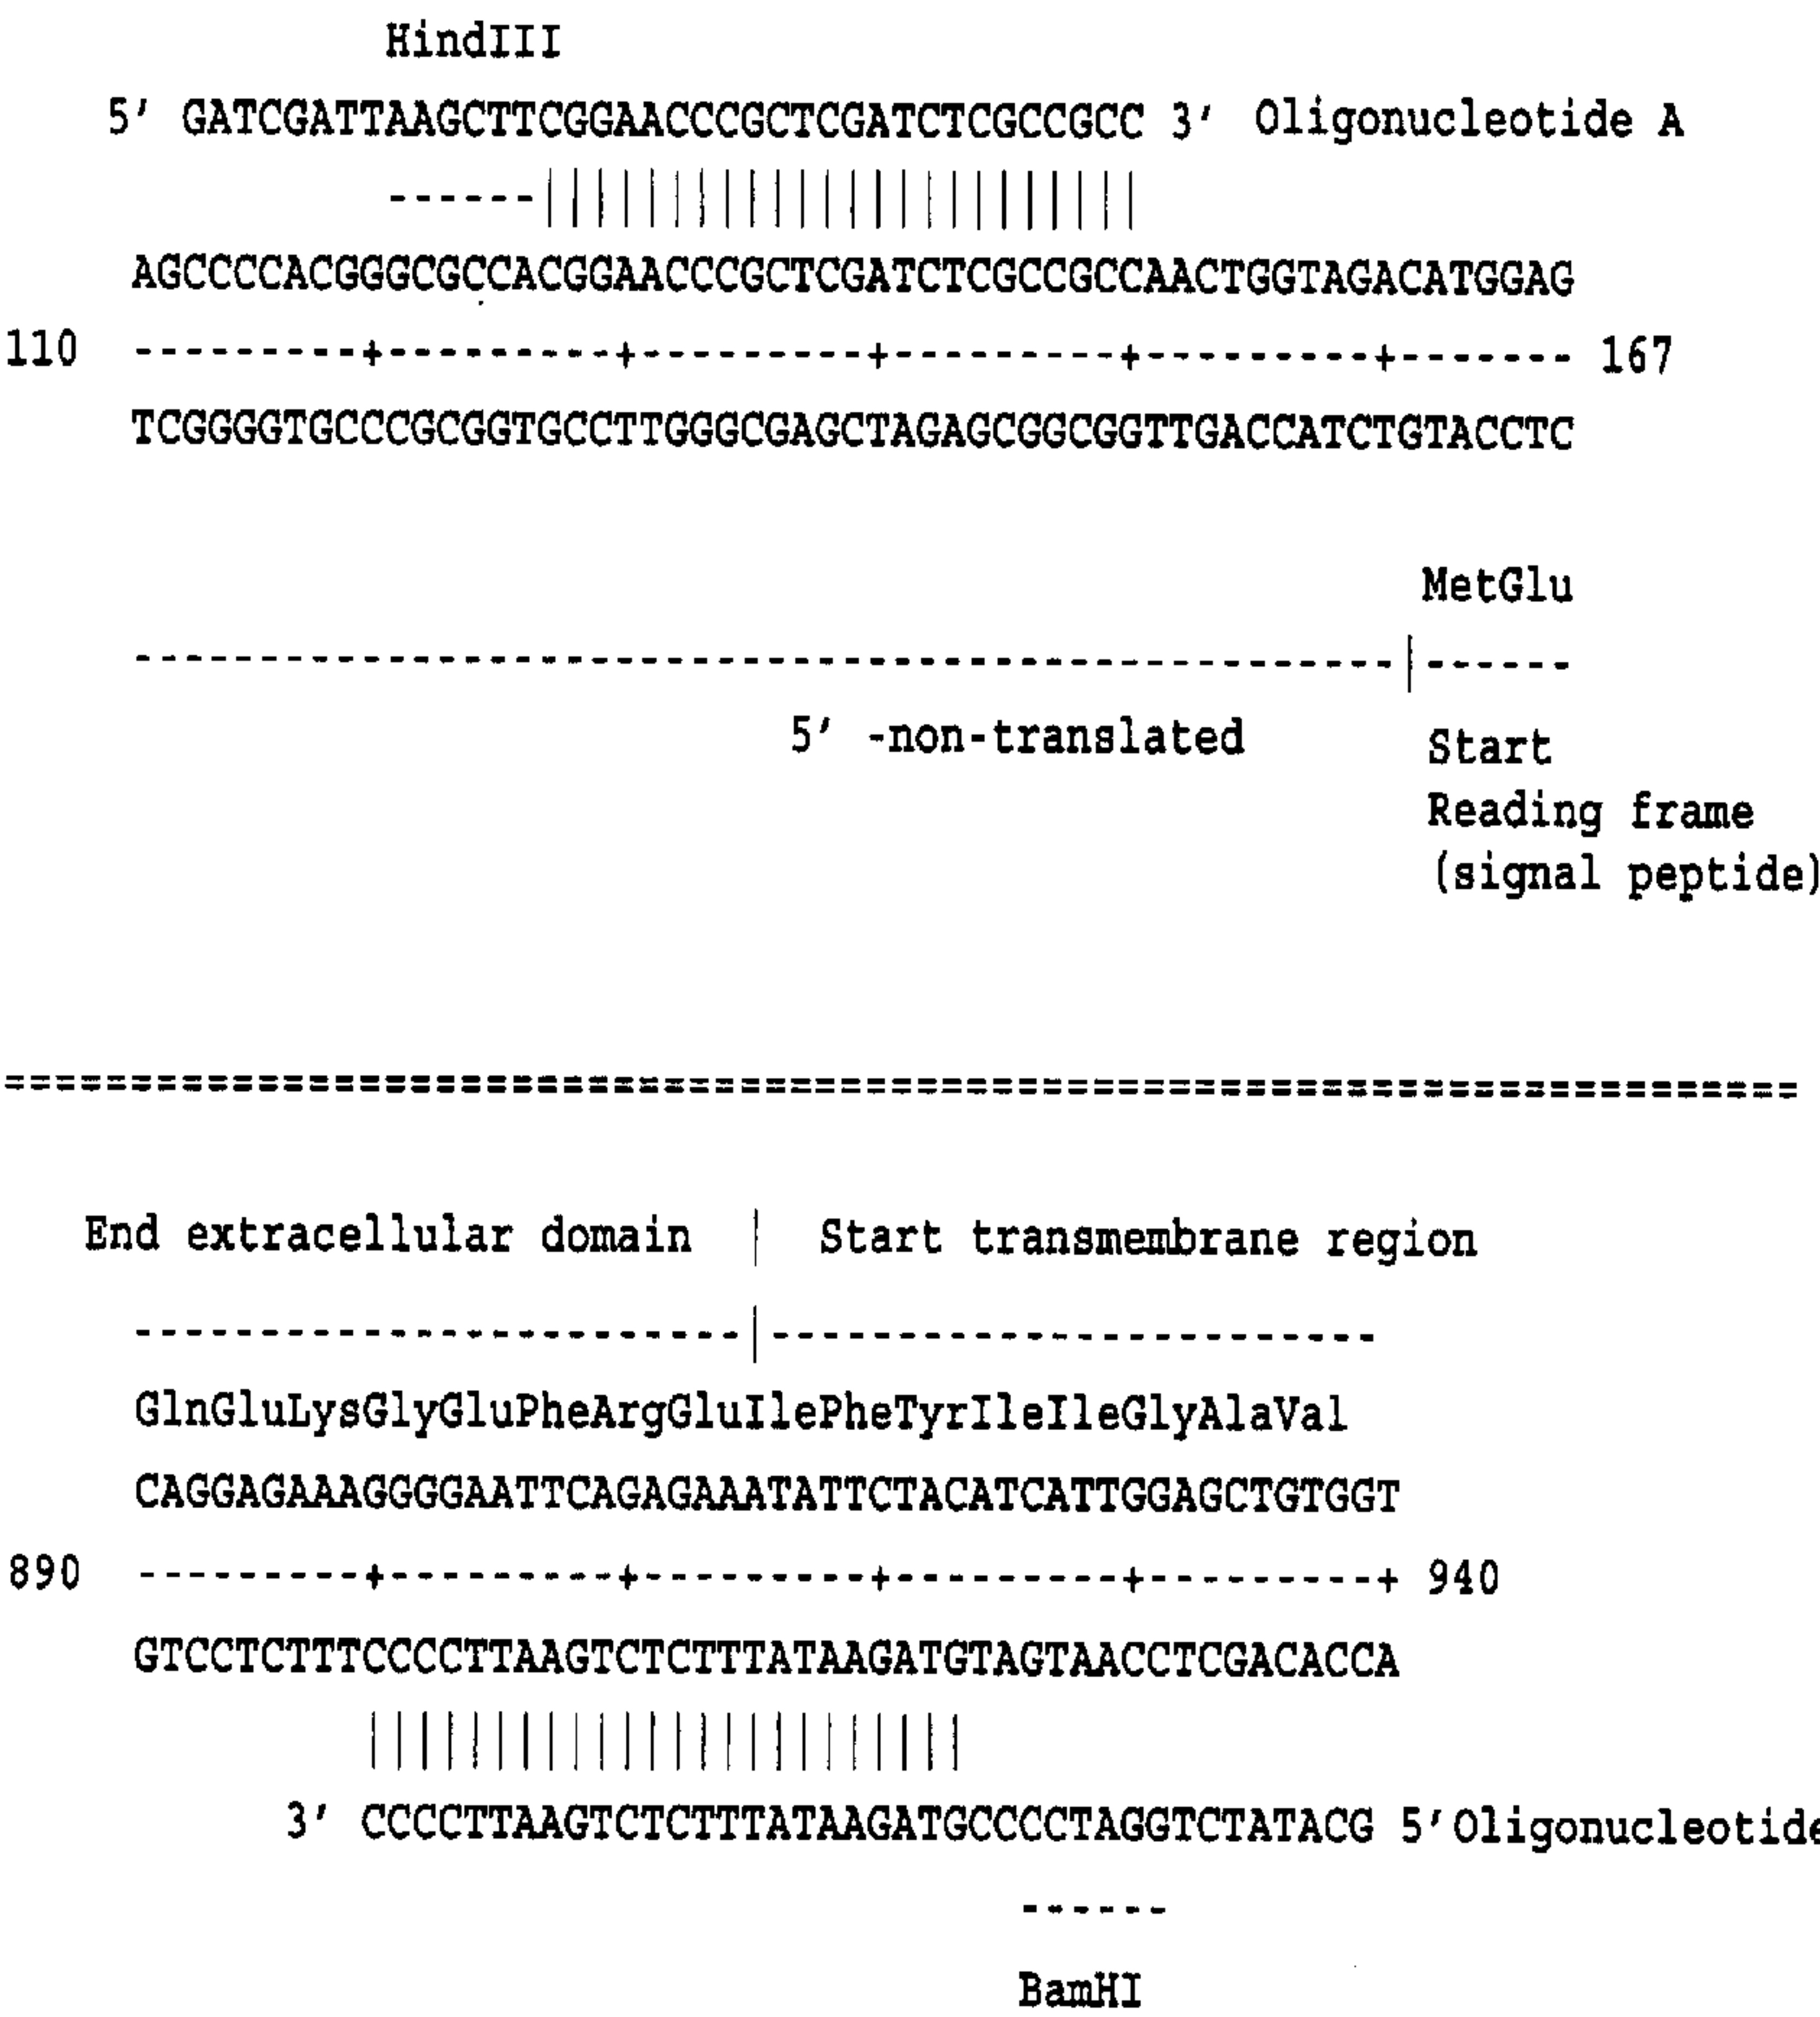 HindIII
5' GATCGATTAAGCTTCGGAACCCGCTCGATCTCGCCGCC 3' Oligonucleotide A
------|||||||||||||||||||||||||
AGCCCCACGGGCGCCACGGAACCCGCTCGATCTCGCCGCCAACTGGTAGACATGGAG
110 ---------+---------+---------+---------+---------+------- 167
TCGGGGTGCCCGCGGTGCCTTGGGCGAGCTAGAGCGGCGGTTGACCATCTGTACCTC
MetGlu
--------------------------------------------------|------
5' -non-translated Start
Reading frame
(signal peptide)
=======================================================================
End extracellular domain | Start transmembrane region
------------------------|------------------------
GlnGluLysGlyGluPheArgGluIlePheTyrIleIleGlyAlaVal
CAGGAGAAAGGGGAATTCAGAGAAATATTCTACATCATTGGAGCTGTGGT
890 ---------+---------+---------+---------+---------+ 940
GTCCTCTTTCCCCTTAAGTCTCTTTATAAGATGTAGTAACCTCGACACCA
||||||||||||||||||||||||
3' CCCCTTAAGTCTCTTTATAAGATGCCCCTAGGTCTATACG 5'Oligonucleotide
------
BamHI